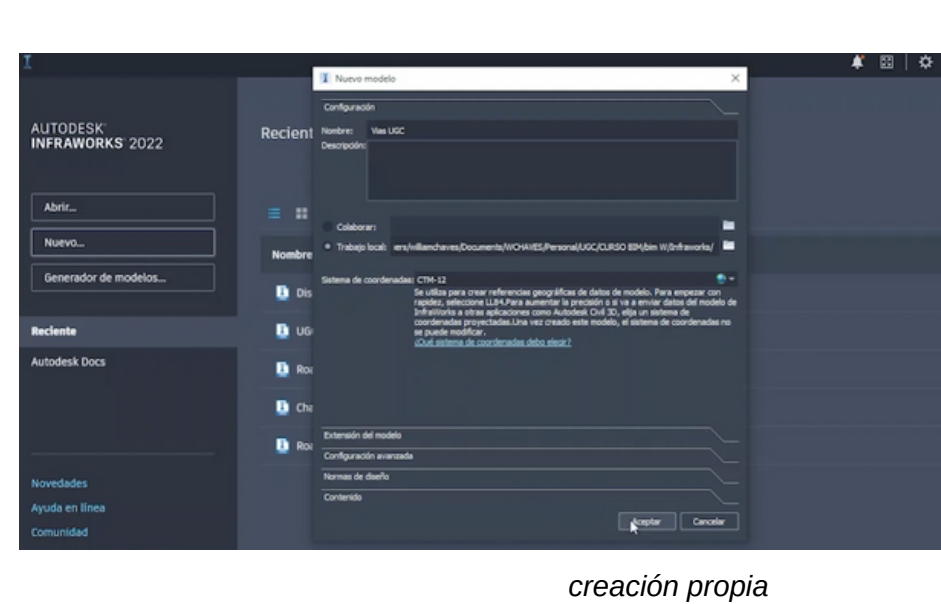 Nuevo modelo
Configuración
AUTODESK
INFRAWORKS 2022
Nombre: Vias UGC
Descripción:
Abrir...
Nuevo...
Generador de modelos...
Reciente
Autodesk Docs
Novedades
Ayuda en línea
Comunidad
Recient
Nombre
Dis
UG
Roa
Cha
Roa
Colaborar:
Trabajo local: ers/williamchaves/Documents/WCHAVES/Personal/UGC/CURSO BIM/bim W/Infraworks/
Sistema de coordenadas: CTM-12
Se utiliza para crear referencias geográficas de datos de modelo. Para empezar con
rapidez, seleccione LL84.Para aumentar la precisión o si va a enviar datos del modelo de
InfraWorks a otras aplicaciones como Autodesk Civil 3D, elija un sistema de
coordenadas proyectadas.Una vez creado este modelo, el sistema de coordenadas no
se puede modificar.
¿Qué sistema de coordenadas debo elegir?
Extensión del modelo
Configuración avanzada
Normas de diseño
Contenido
Aceptar
Cancelar
creación propia